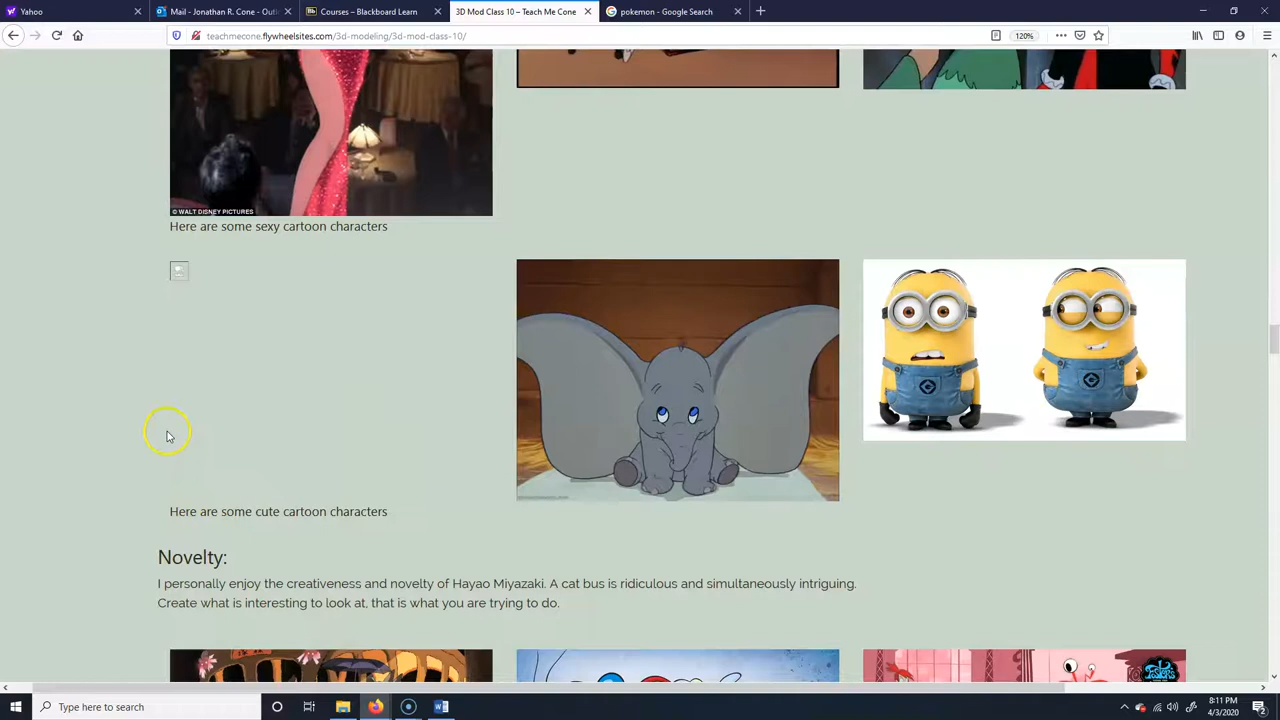 Yahoo
Mail - Jonathan R. Cone - Outl
Courses – Blackboard Learn
3D Mod Class 10 – Teach Me Cone
pokemon - Google Search
teachmecone.flywheelsites.com/3d-modeling/3d-mod-class-10/
120%
© WALT DISNEY PICTURES
Here are some sexy cartoon characters
Here are some cute cartoon characters
Novelty:
I personally enjoy the creativeness and novelty of Hayao Miyazaki. A cat bus is ridiculous and simultaneously intriguing.
Create what is interesting to look at, that is what you are trying to do.
Type here to search
8:11 PM
4/3/2020